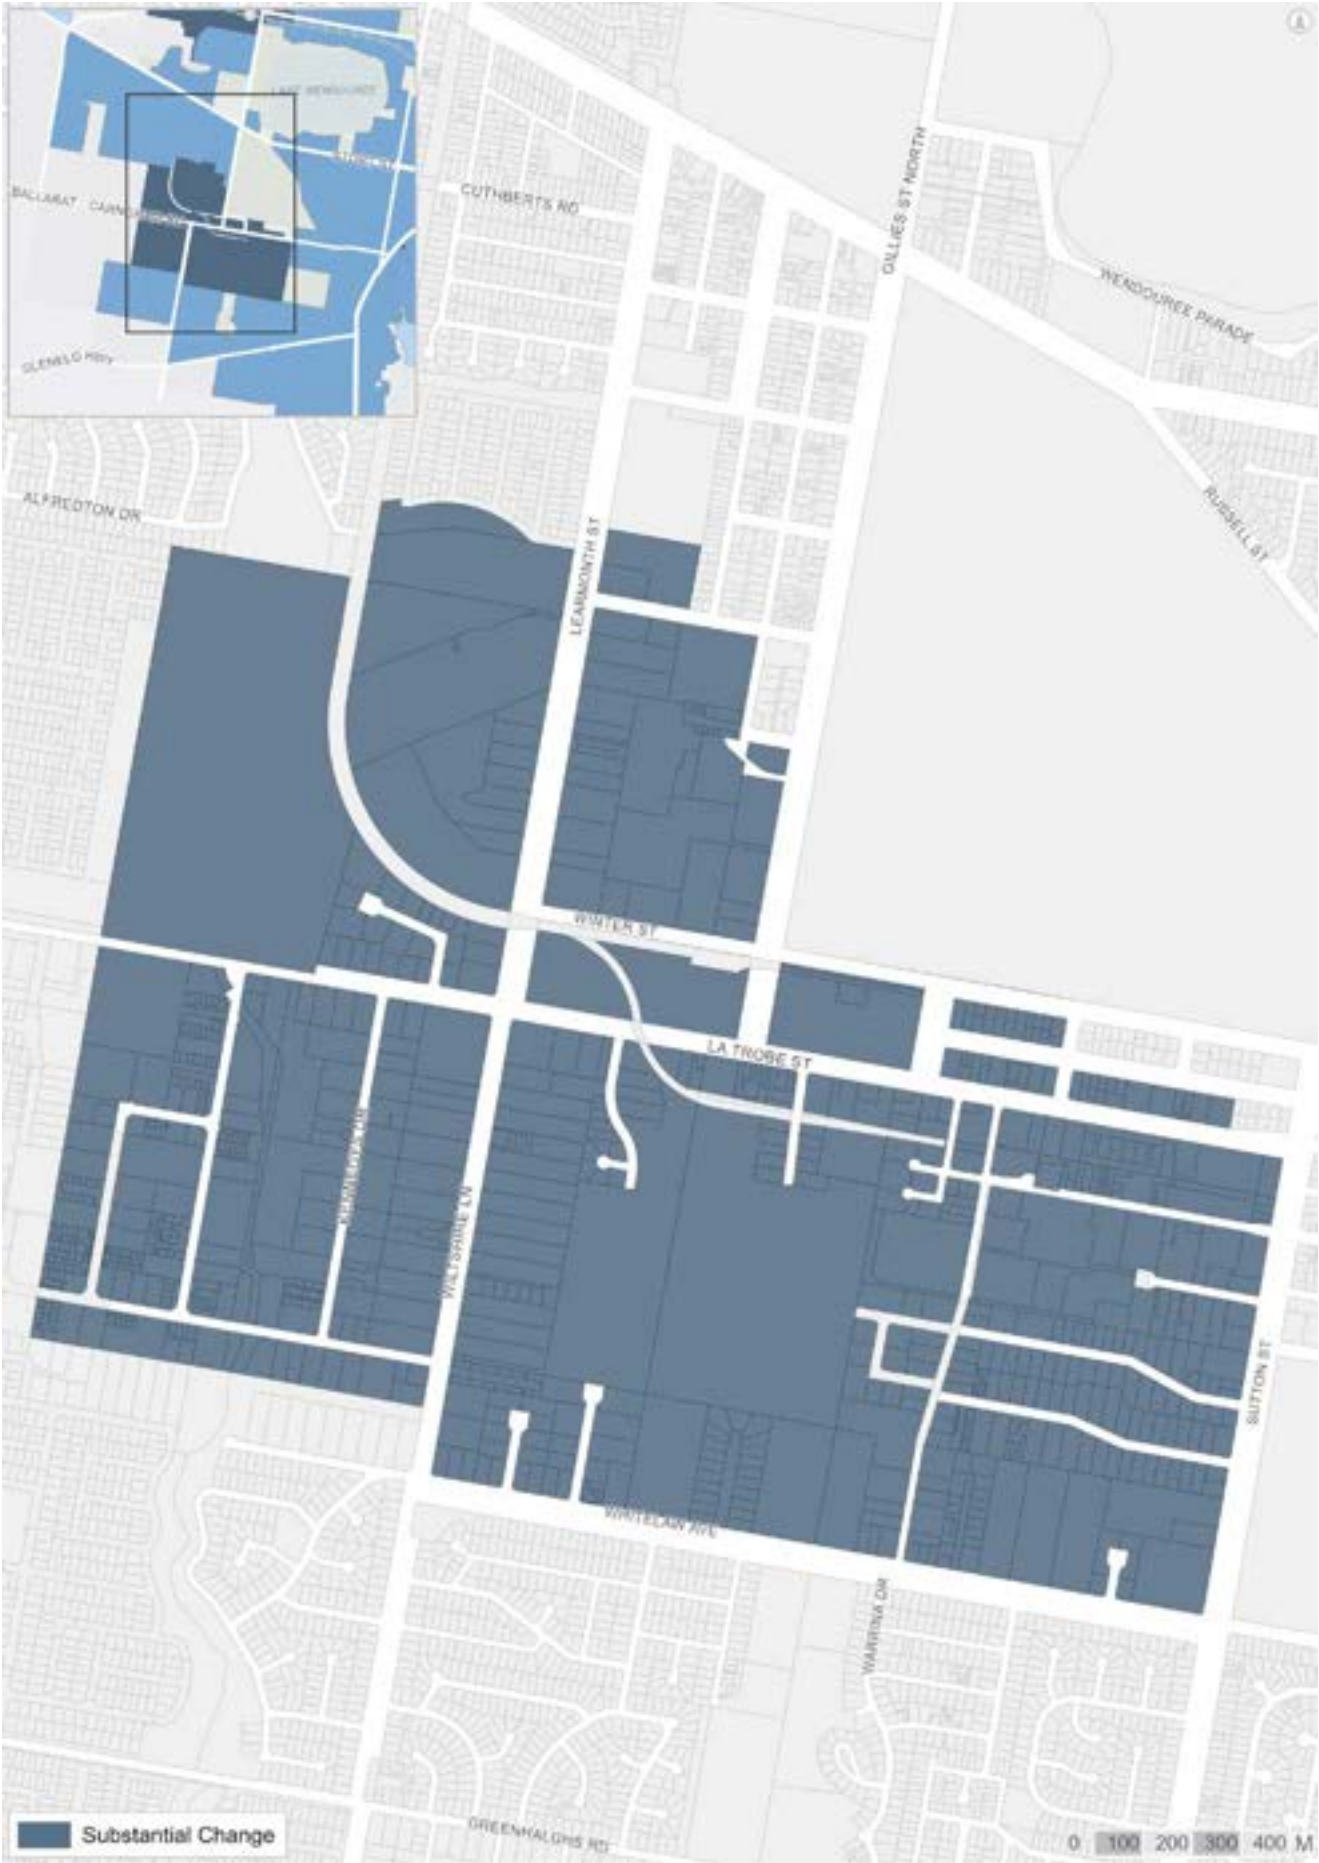 LAKE WENDOUREE
STURT ST
BALLARAT
GLENELG HWY
CUTHBERTS RD
GILLIES ST NORTH
WENDOUREE PARADE
RUSSELL ST
ALFREDTON DR
LEARMONTH ST
WINTER ST
LA TROBE ST
WILTSHIRE LN
SUTTON ST
WHITELAW AVE
WARRINA DR
GREENHALGHS RD
Substantial Change
0 100 200 300 400 M